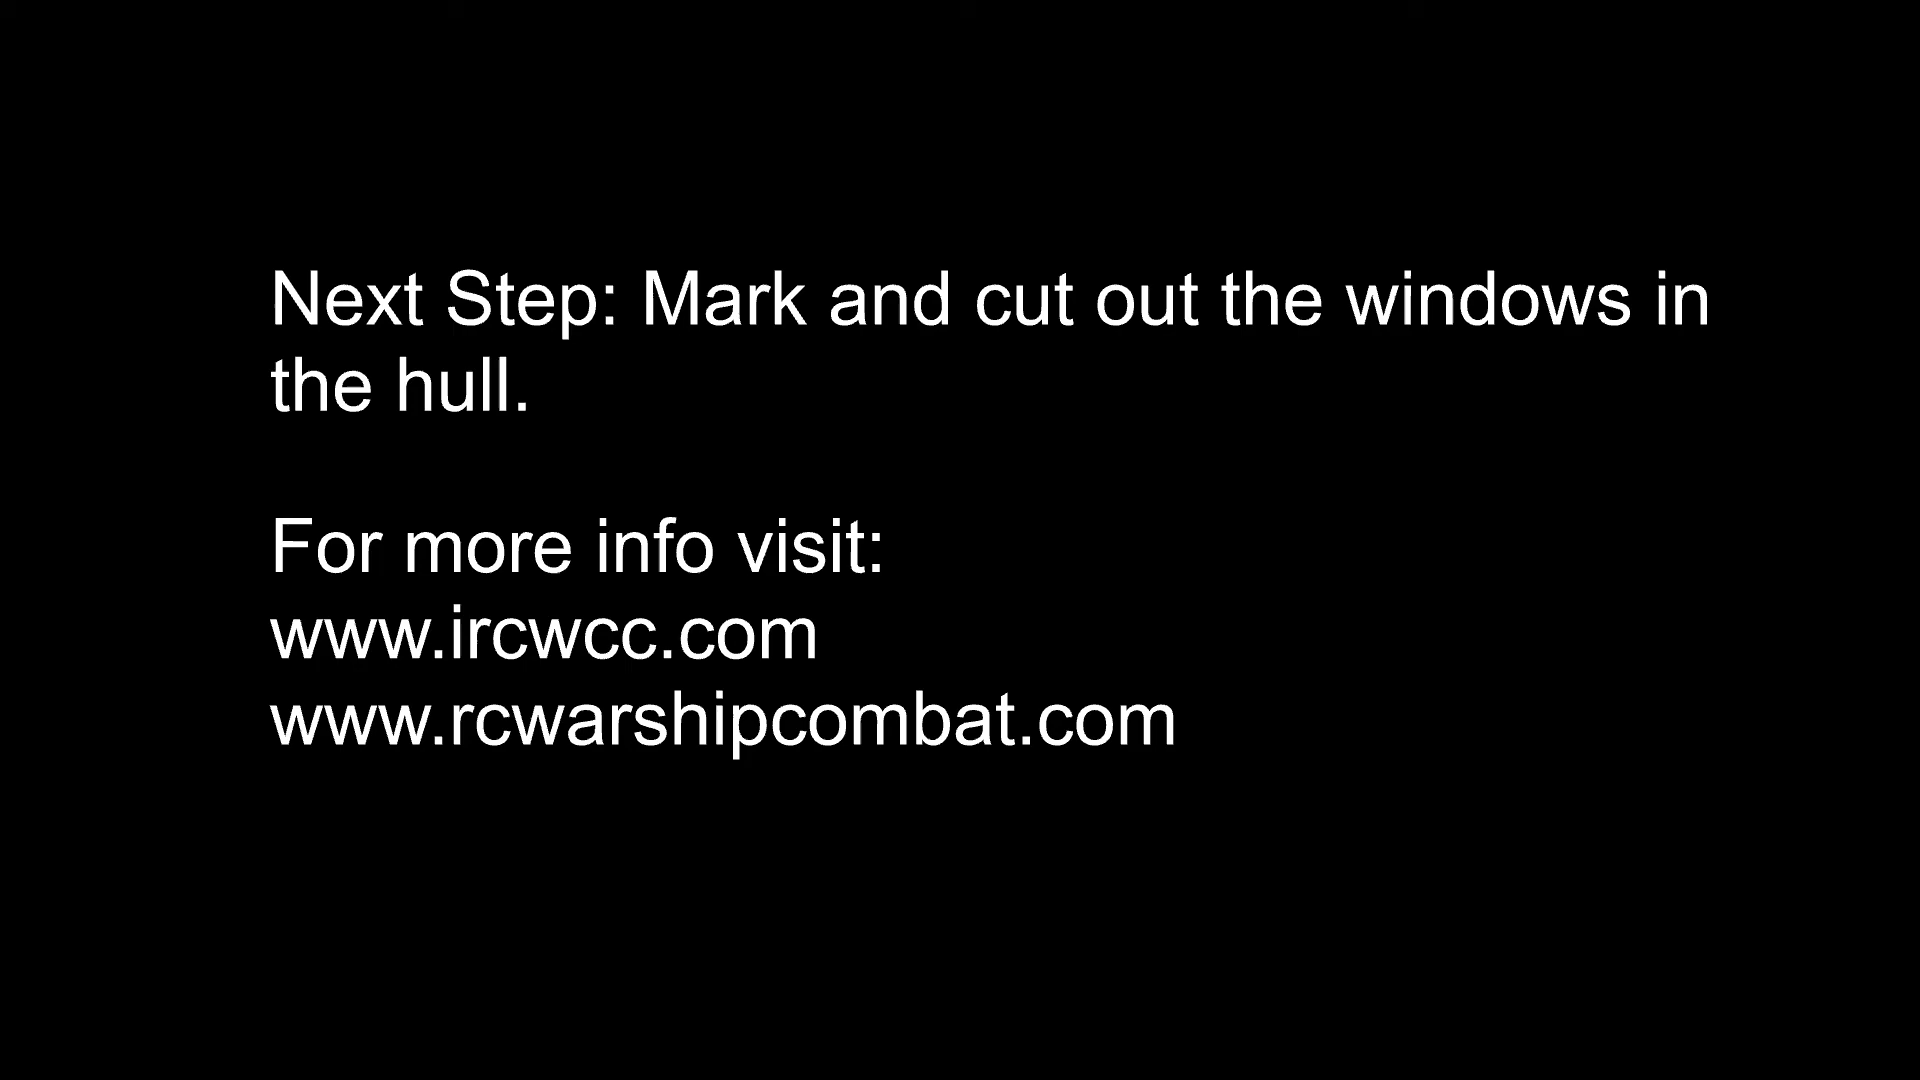 Next Step: Mark and cut out the windows in
the hull.
For more info visit:
www.ircwcc.com
www.rcwarshipcombat.com